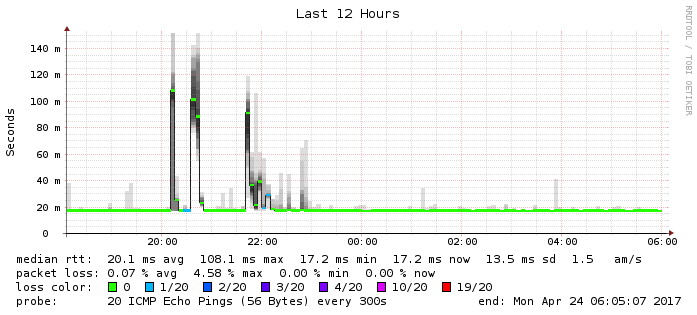 Last 12 Hours
RRDTOOL / TOBI OETIKER
Seconds
140 m
120 m
100 m
80 m
60 m
40 m
20 m
0
20:00 22:00 00:00 02:00 04:00 06:00
median rtt: 20.1 ms avg 108.1 ms max 17.2 ms min 17.2 ms now 13.5 ms sd 1.5 am/s
packet loss: 0.07 % avg 4.58 % max 0.00 % min 0.00 % now
loss color: 0 1/20 2/20 3/20 4/20 10/20 19/20
probe: 20 ICMP Echo Pings (56 Bytes) every 300s end: Mon Apr 24 06:05:07 2017